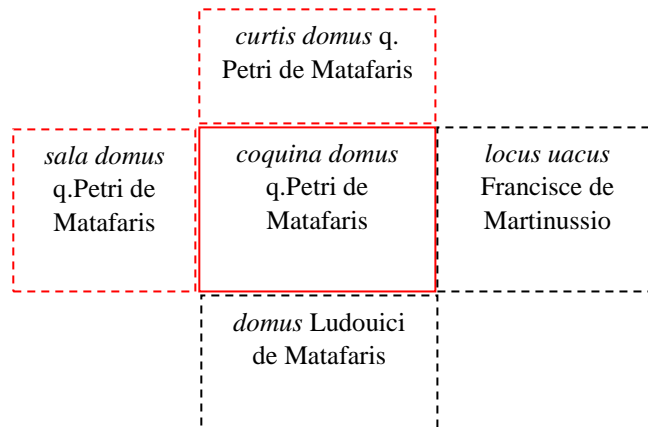 curtis domus q.
Petri de Matafaris
sala domus
q.Petri de
Matafaris
coquina domus
q.Petri de
Matafaris
locus uacus
Francisce de
Martinussio
domus Ludouici
de Matafaris